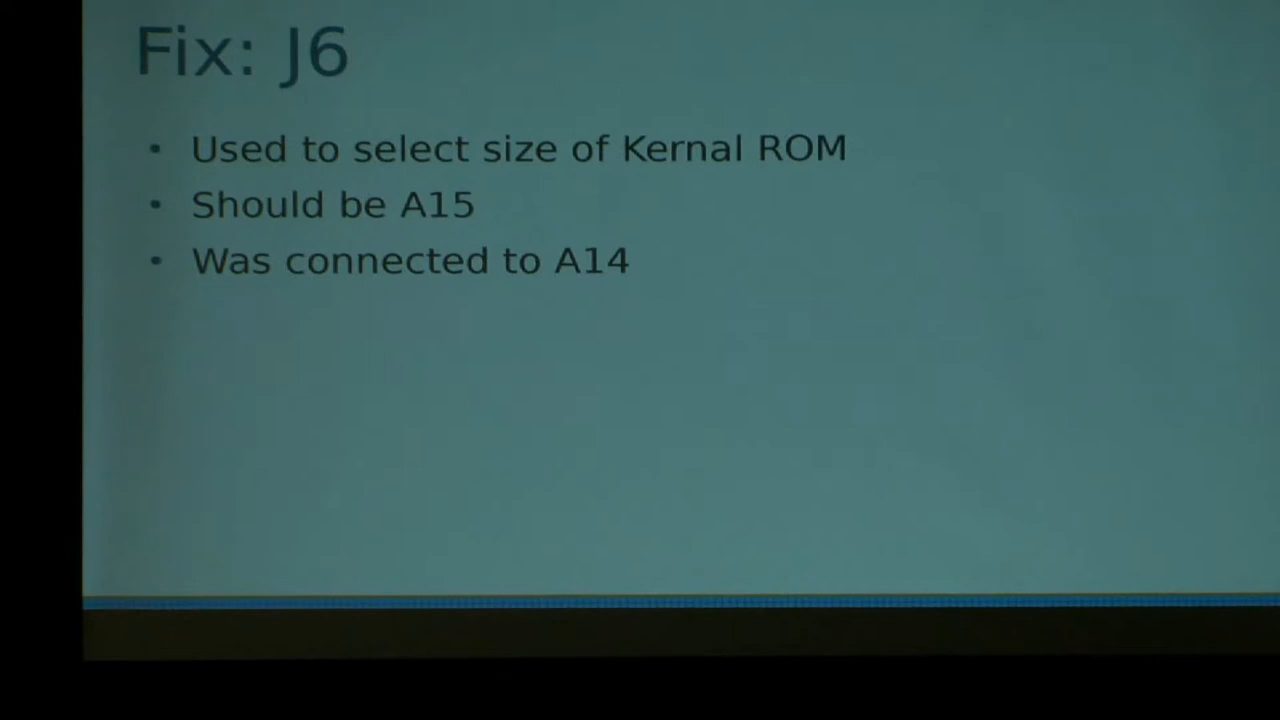 Fix: J6
• Used to select size of Kernal ROM
• Should be A15
• Was connected to A14